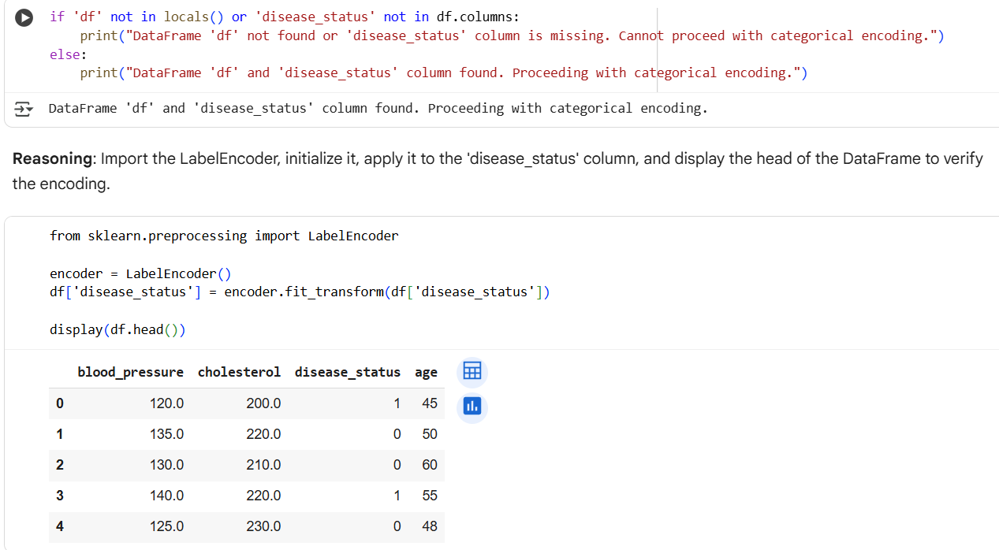 if 'df' not in locals() or 'disease_status' not in df.columns:
    print("DataFrame 'df' not found or 'disease_status' column is missing. Cannot proceed with categorical encoding.")
else:
    print("DataFrame 'df' and 'disease_status' column found. Proceeding with categorical encoding.")
DataFrame 'df' and 'disease_status' column found. Proceeding with categorical encoding.
Reasoning: Import the LabelEncoder, initialize it, apply it to the 'disease_status' column, and display the head of the DataFrame to verify
the encoding.
from sklearn.preprocessing import LabelEncoder
encoder = LabelEncoder()
df['disease_status'] = encoder.fit_transform(df['disease_status'])
display(df.head())
blood_pressure cholesterol disease_status age
0 120.0 200.0 1 45
1 135.0 220.0 0 50
2 130.0 210.0 0 60
3 140.0 220.0 1 55
4 125.0 230.0 0 48